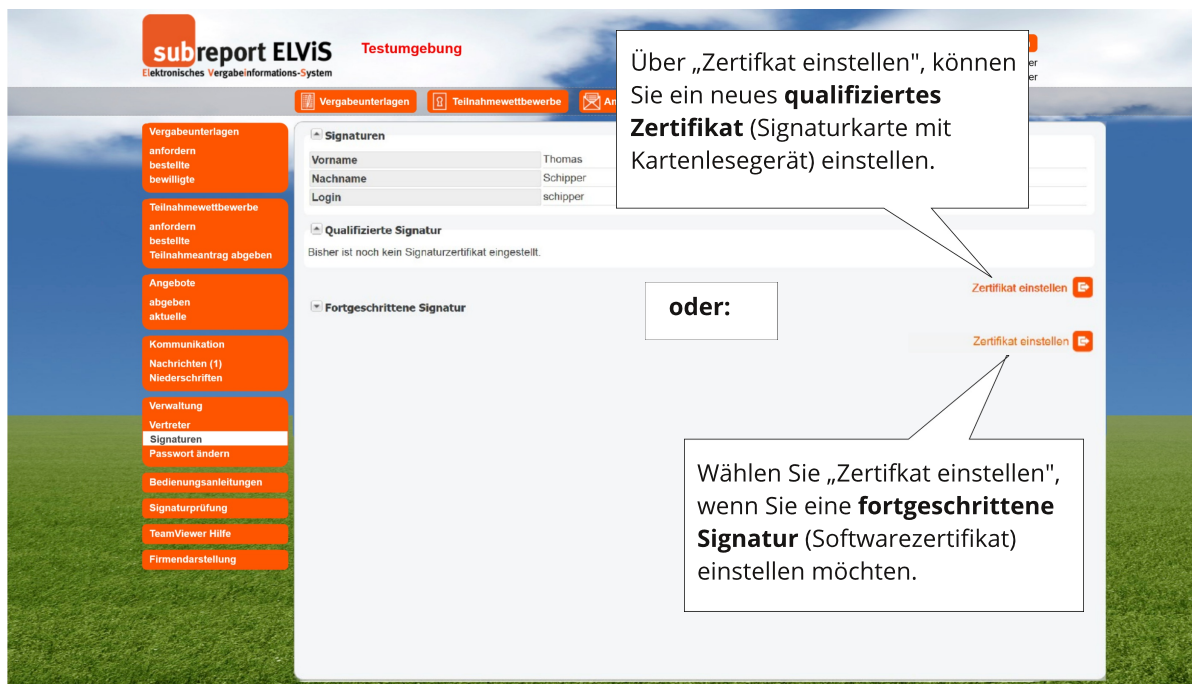 subreport ELViS
Elektronisches Vergabeinformations-System
Testumgebung
Vergabeunterlagen
Teilnahmewettbewerbe
Vergabeunterlagen
anfordern
bestellte
bewilligte
Teilnahmewettbewerbe
anfordern
bestellte
Teilnahmeantrag abgeben
Angebote
abgeben
aktuelle
Kommunikation
Nachrichten (1)
Niederschriften
Verwaltung
Vertreter
Signaturen
Passwort ändern
Bedienungsanleitungen
Signaturprüfung
TeamViewer Hilfe
Firmendarstellung
Signaturen
Vorname Thomas
Nachname Schipper
Login schipper
Qualifizierte Signatur
Bisher ist noch kein Signaturzertifikat eingestellt.
Zertifikat einstellen
Fortgeschrittene Signatur
Zertifikat einstellen
Über „Zertifkat einstellen", können
Sie ein neues qualifiziertes
Zertifikat (Signaturkarte mit
Kartenlesegerät) einstellen.
oder:
Wählen Sie „Zertifkat einstellen",
wenn Sie eine fortgeschrittene
Signatur (Softwarezertifikat)
einstellen möchten.